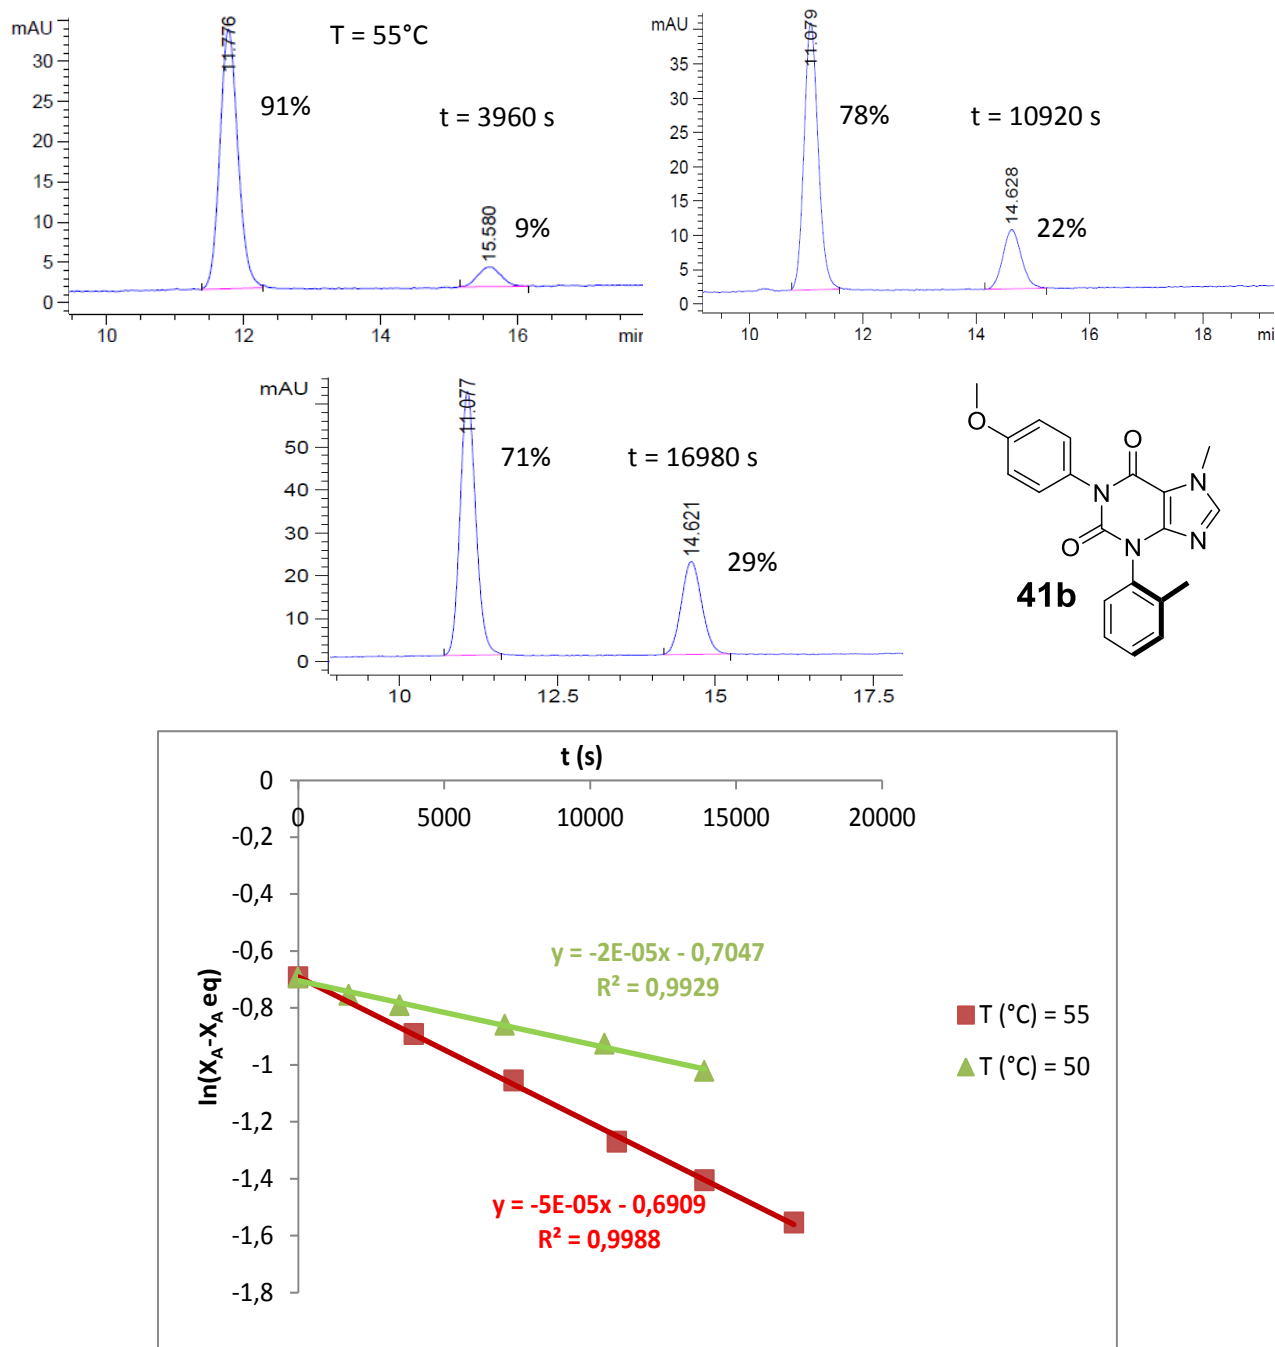 mAU
11.776
T = 55°C
30
25
20
15
10
5
0
91%
t = 3960 s
15.580
9%
10
12
14
16
min
mAU
11.079
35
30
25
20
15
10
5
0
78%
t = 10920 s
14.628
22%
10
12
14
16
18
mi
mAU
11.077
50
40
30
20
10
0
71%
t = 16980 s
14.621
29%
10
12.5
15
17.5
O
O
N
N
O
N
N
41b
t (s)
0
-0,2
-0,4
-0,6
-0,8
-1
-1,2
-1,4
-1,6
-1,8
0
5000
10000
15000
20000
ln(XA-XA eq)
y = -2E-05x - 0,7047
R² = 0,9929
y = -5E-05x - 0,6909
R² = 0,9988
T (°C) = 55
T (°C) = 50